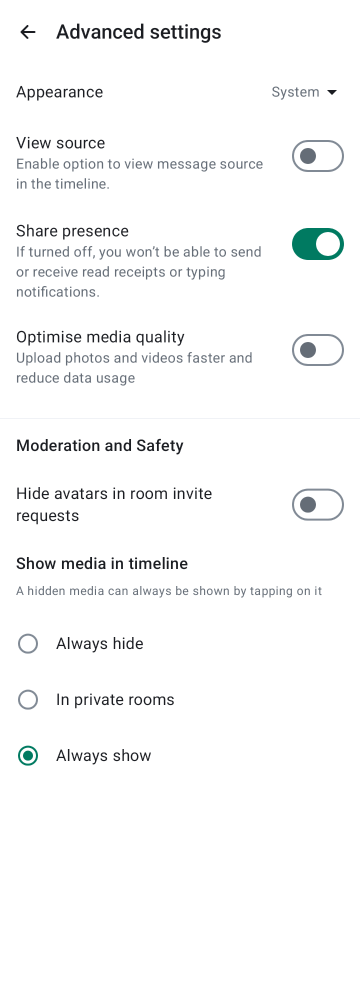 Advanced settings
Appearance
System
View source
Enable option to view message source
in the timeline.
Share presence
If turned off, you won’t be able to send
or receive read receipts or typing
notifications.
Optimise media quality
Upload photos and videos faster and
reduce data usage
Moderation and Safety
Hide avatars in room invite
requests
Show media in timeline
A hidden media can always be shown by tapping on it
Always hide
In private rooms
Always show